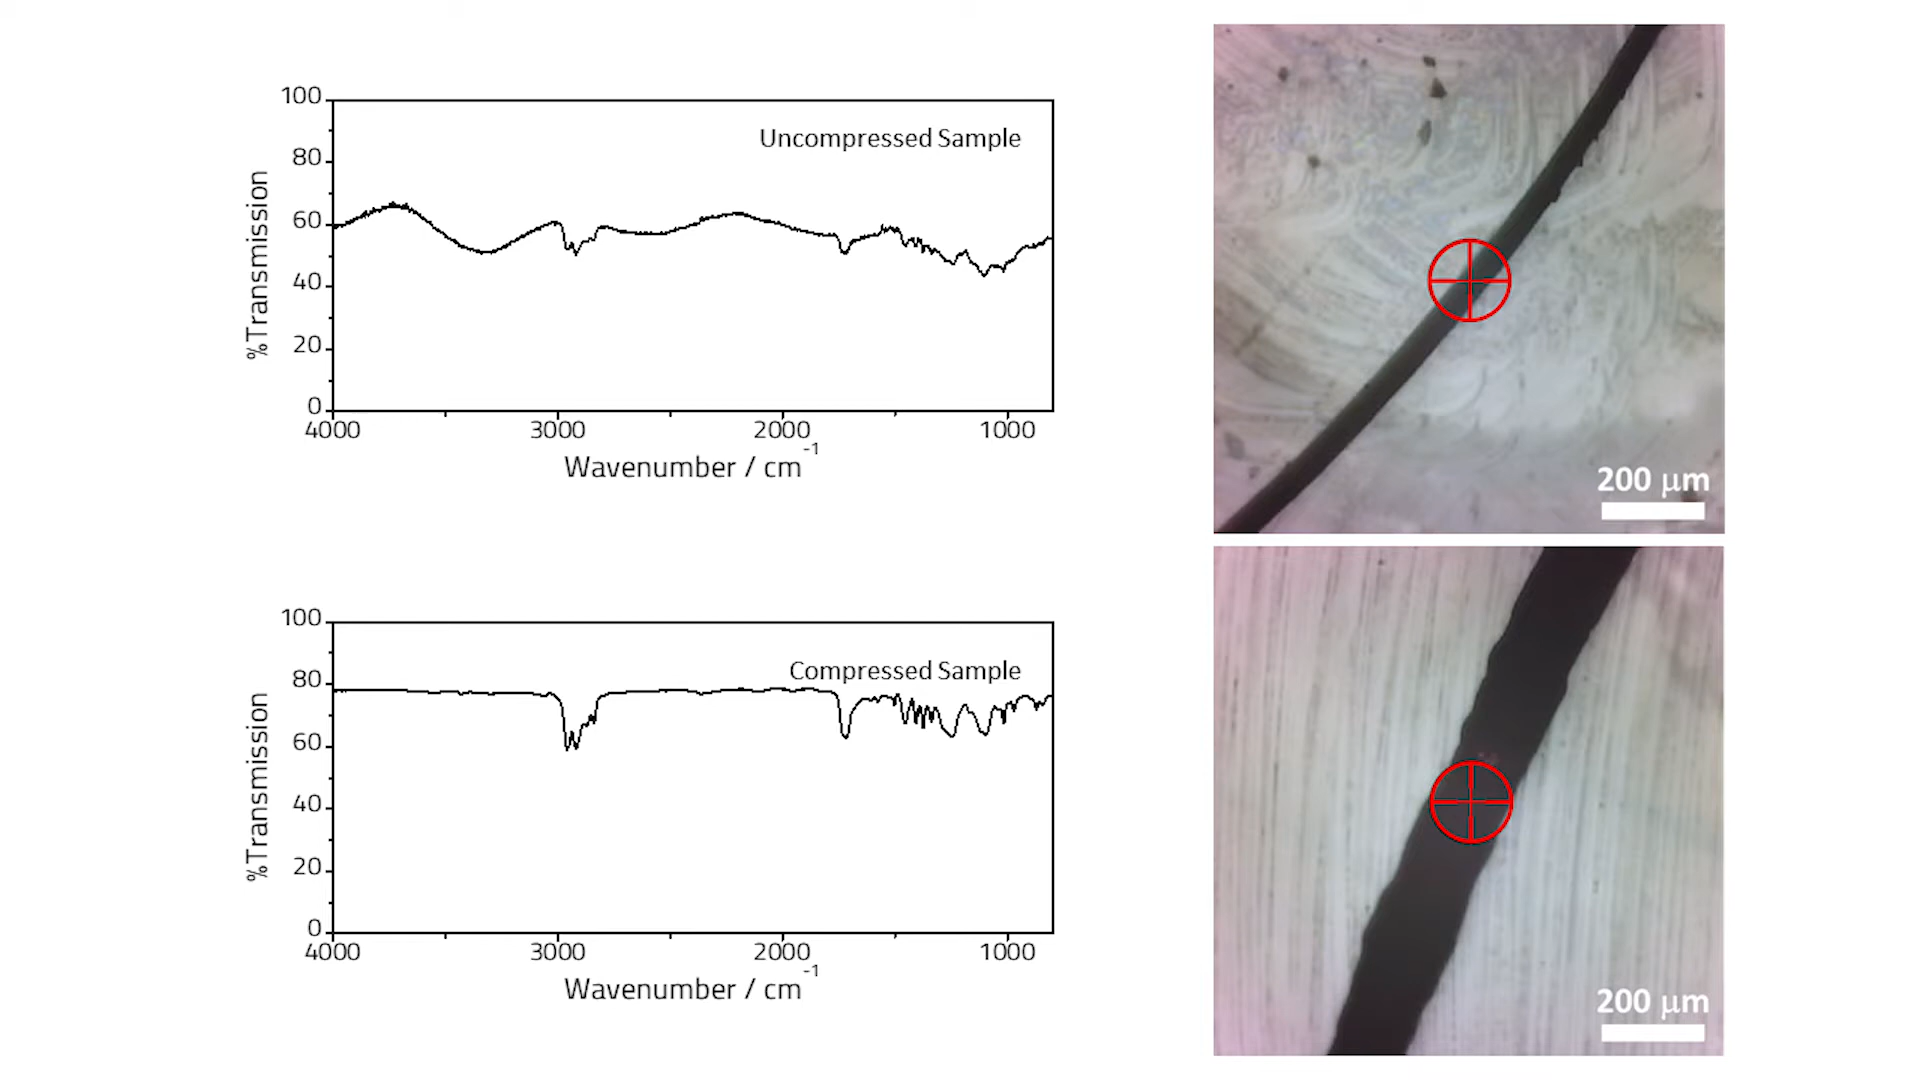 100
80
60
40
20
0
%Transmission
Uncompressed Sample
4000 3000 2000 1000
Wavenumber / cm-1
200 μm
100
80
60
40
20
0
%Transmission
Compressed Sample
4000 3000 2000 1000
Wavenumber / cm-1
200 μm